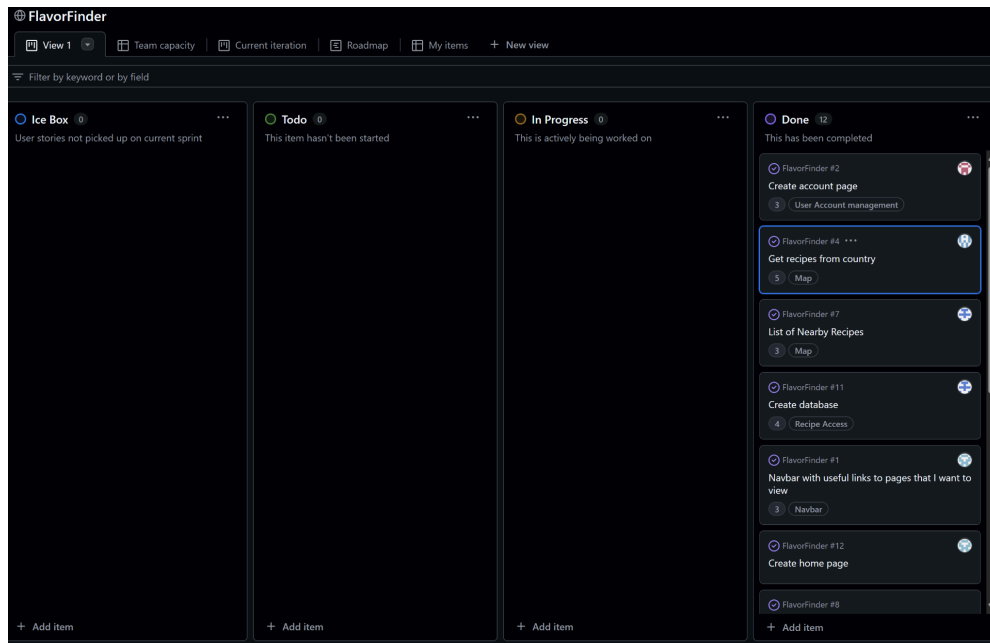 FlavorFinder
View 1
Team capacity
Current iteration
Roadmap
My items
+ New view
Filter by keyword or by field
Ice Box 0 ...
User stories not picked up on current sprint
+ Add item
Todo 0 ...
This item hasn't been started
+ Add item
In Progress 0 ...
This is actively being worked on
+ Add item
Done 12 ...
This has been completed
FlavorFinder #2
Create account page
3 User Account management
FlavorFinder #4 ...
Get recipes from country
5 Map
FlavorFinder #7
List of Nearby Recipes
3 Map
FlavorFinder #11
Create database
4 Recipe Access
FlavorFinder #1
Navbar with useful links to pages that I want to
view
3 Navbar
FlavorFinder #12
Create home page
FlavorFinder #8
+ Add item